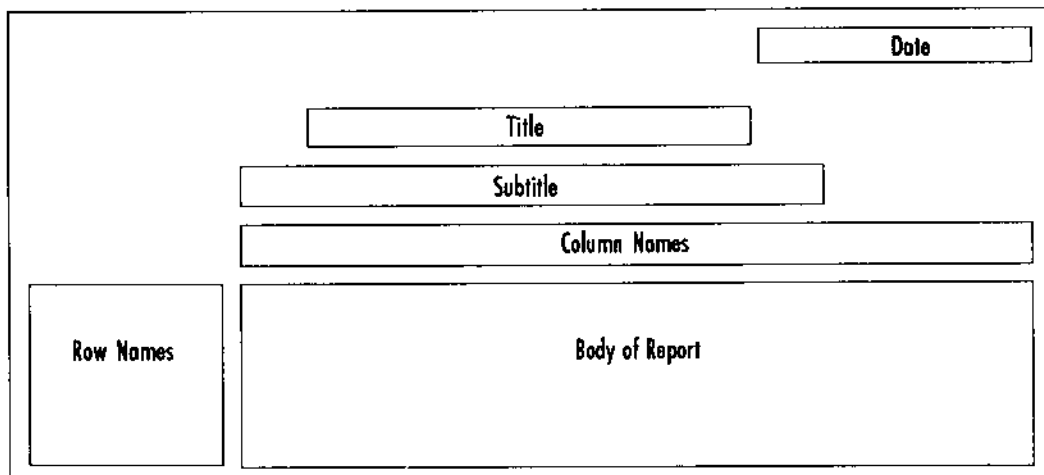 Date
Title
Subtitle
Column Names
Row Names
Body of Report